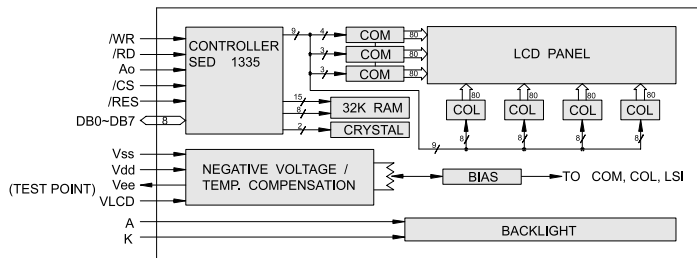 /WR
/RD
Ao
/CS
/RES
DB0~DB7
8
CONTROLLER
SED 1335
9
4
3
3
COM
COM
COM
80
80
80
LCD PANEL
80
80
80
80
COL
COL
COL
COL
8
8
8
8
9
15
8
2
32K RAM
CRYSTAL
Vss
Vdd
(TEST POINT)
Vee
VLCD
NEGATIVE VOLTAGE /
TEMP. COMPENSATION
BIAS
TO COM, COL, LSI
A
K
BACKLIGHT